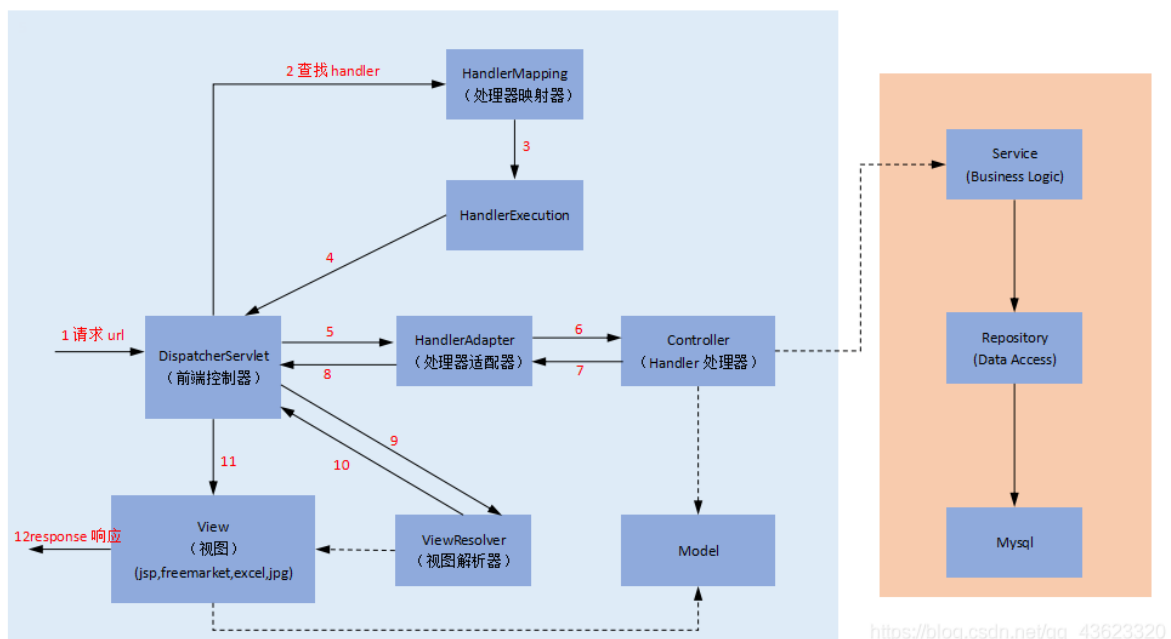 2 查找 handler
HandlerMapping
（处理器映射器）
3
HandlerExecution
4
Service
(Business Logic)
1 请求 url
DispatcherServlet
（前端控制器）
5
8
HandlerAdapter
（处理器适配器）
6
7
Controller
（Handler 处理器）
Repository
(Data Access)
9
10
11
12response 响应
View
（视图）
(jsp,freemarket,excel,jpg)
ViewResolver
（视图解析器）
Model
Mysql
https://blog.csdn.net/qq_43623320